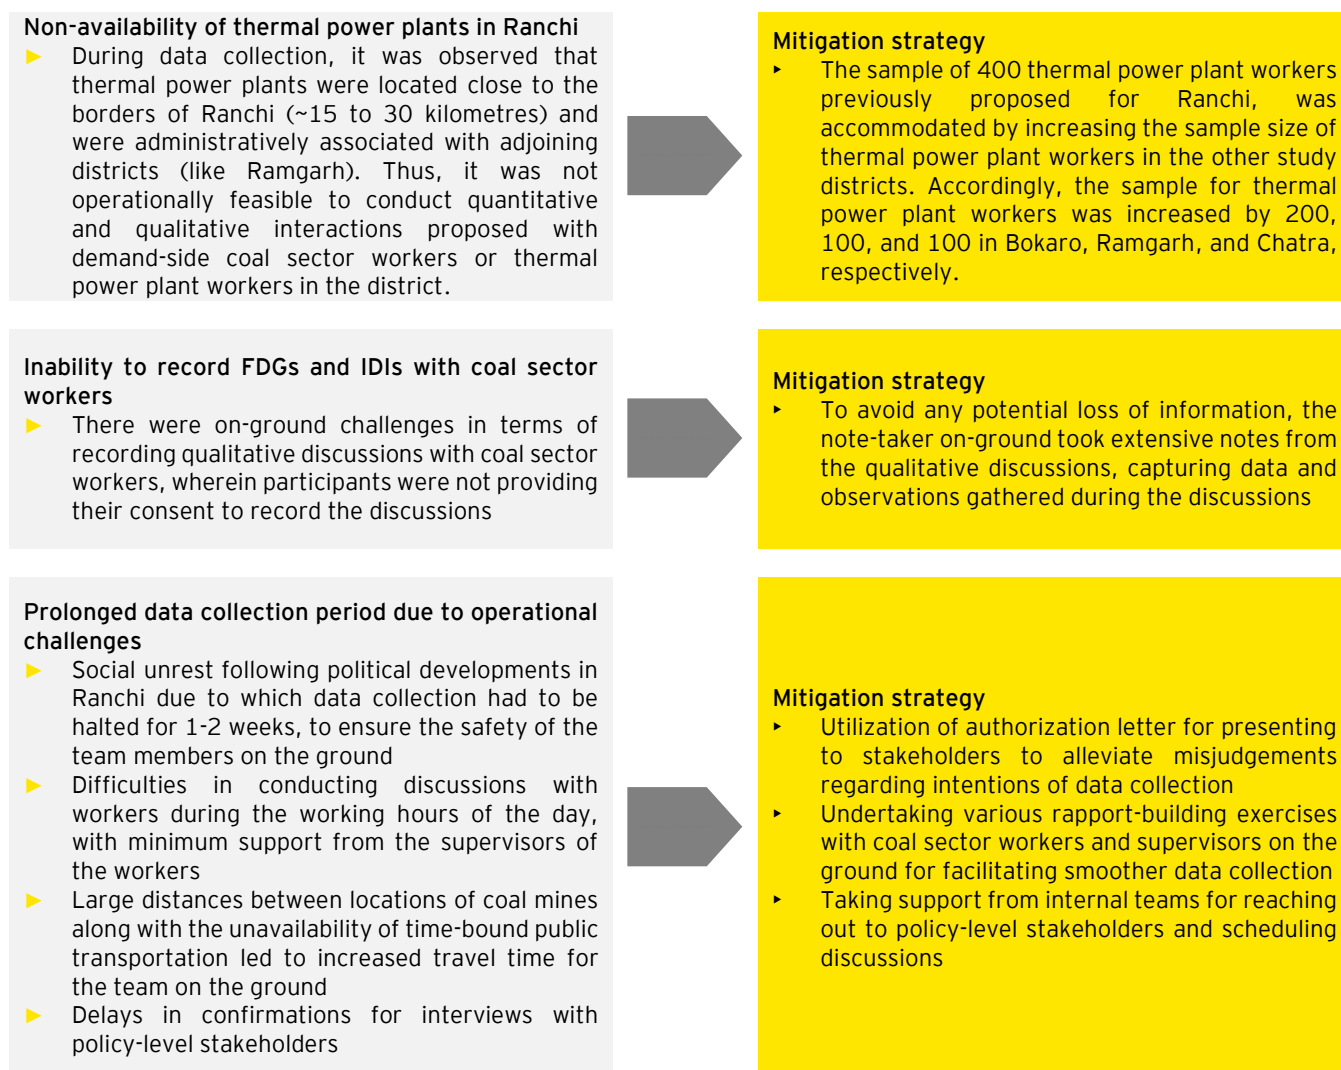 Non-availability of thermal power plants in Ranchi
► During data collection, it was observed that
thermal power plants were located close to the
borders of Ranchi (~15 to 30 kilometres) and
were administratively associated with adjoining
districts (like Ramgarh). Thus, it was not
operationally feasible to conduct quantitative
and qualitative interactions proposed with
demand-side coal sector workers or thermal
power plant workers in the district.
Mitigation strategy
‣ The sample of 400 thermal power plant workers
previously proposed for Ranchi, was
accommodated by increasing the sample size of
thermal power plant workers in the other study
districts. Accordingly, the sample for thermal
power plant workers was increased by 200,
100, and 100 in Bokaro, Ramgarh, and Chatra,
respectively.
Inability to record FDGs and IDIs with coal sector
workers
► There were on-ground challenges in terms of
recording qualitative discussions with coal sector
workers, wherein participants were not providing
their consent to record the discussions
Mitigation strategy
‣ To avoid any potential loss of information, the
note-taker on-ground took extensive notes from
the qualitative discussions, capturing data and
observations gathered during the discussions
Prolonged data collection period due to operational
challenges
► Social unrest following political developments in
Ranchi due to which data collection had to be
halted for 1-2 weeks, to ensure the safety of the
team members on the ground
► Difficulties in conducting discussions with
workers during the working hours of the day,
with minimum support from the supervisors of
the workers
► Large distances between locations of coal mines
along with the unavailability of time-bound public
transportation led to increased travel time for
the team on the ground
► Delays in confirmations for interviews with
policy-level stakeholders
Mitigation strategy
‣ Utilization of authorization letter for presenting
to stakeholders to alleviate misjudgements
regarding intentions of data collection
‣ Undertaking various rapport-building exercises
with coal sector workers and supervisors on the
ground for facilitating smoother data collection
‣ Taking support from internal teams for reaching
out to policy-level stakeholders and scheduling
discussions